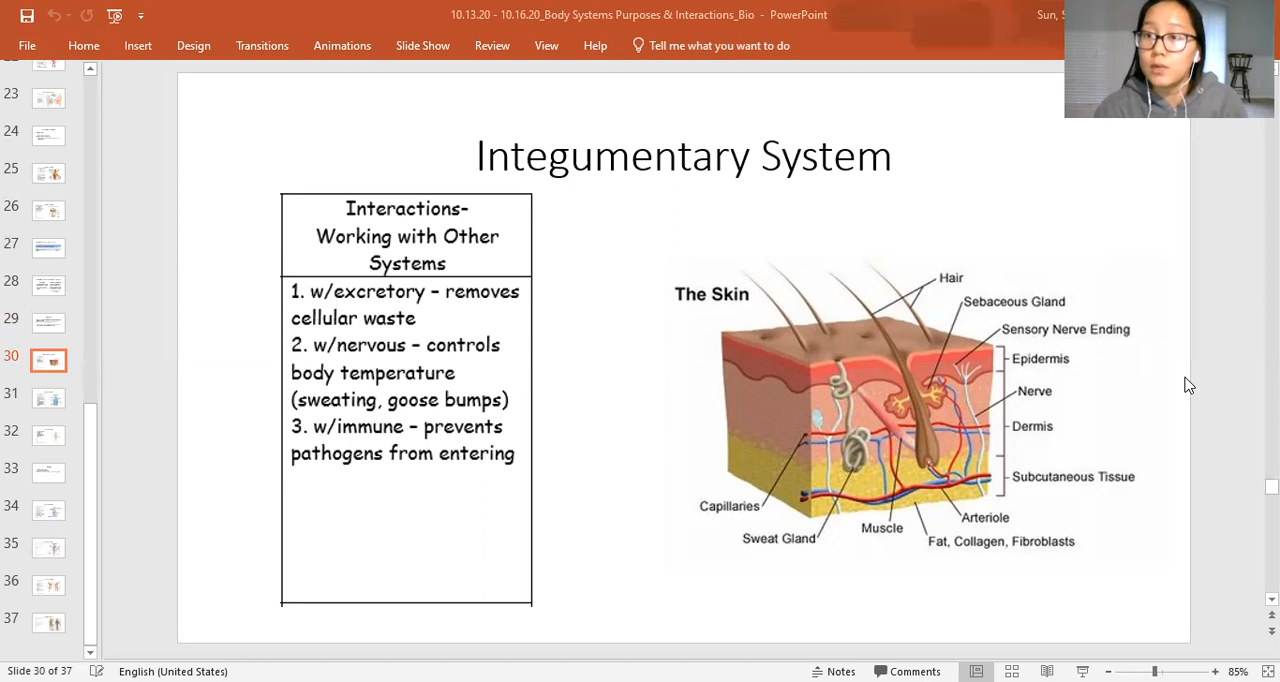 10.13.20 - 10.16.20_Body Systems Purposes & Interactions_Bio - PowerPoint
Sun, S
File Home Insert Design Transitions Animations Slide Show Review View Help Tell me what you want to do
23
24
25
26
27
28
29
30
31
32
33
34
35
36
37
Integumentary System
Interactions-
Working with Other
Systems
1. w/excretory – removes
cellular waste
2. w/nervous – controls
body temperature
(sweating, goose bumps)
3. w/immune – prevents
pathogens from entering
The Skin
Hair
Sebaceous Gland
Sensory Nerve Ending
Epidermis
Nerve
Dermis
Subcutaneous Tissue
Capillaries
Arteriole
Sweat Gland
Muscle
Fat, Collagen, Fibroblasts
Slide 30 of 37 English (United States) Notes Comments 85%